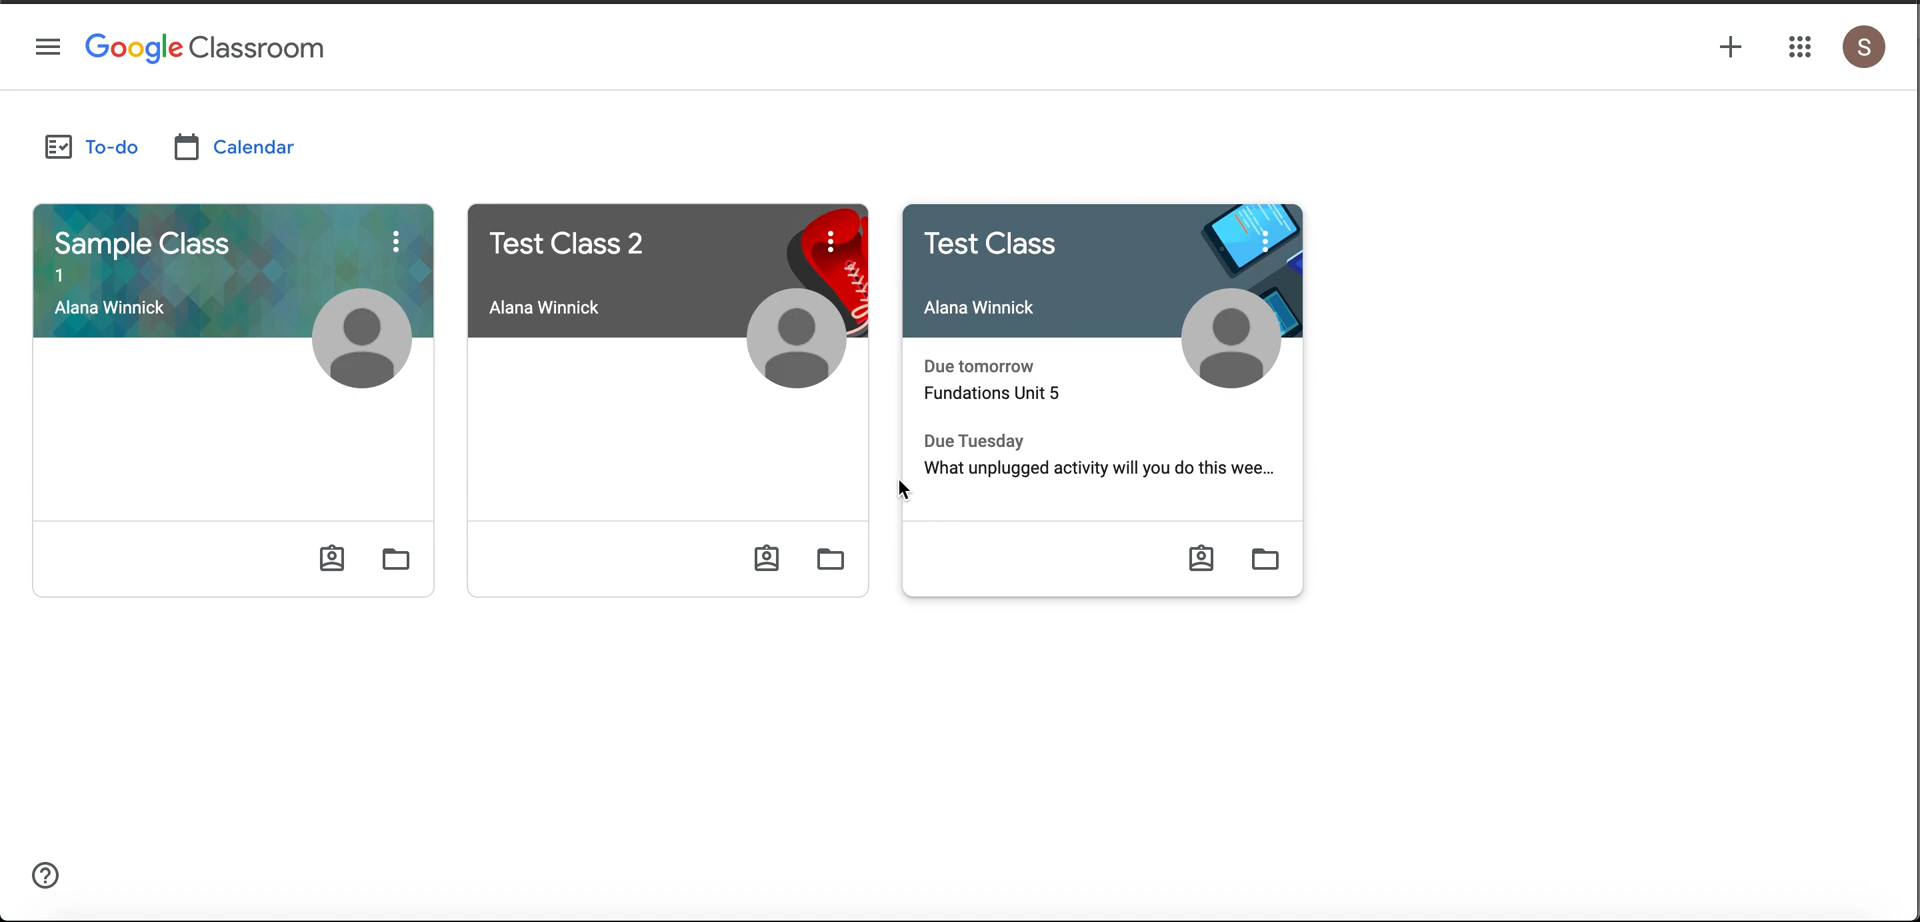 Google Classroom
S
To-do
Calendar
Sample Class
1
Alana Winnick
Test Class 2
Alana Winnick
Test Class
Alana Winnick
Due tomorrow
Fundations Unit 5
Due Tuesday
What unplugged activity will you do this wee...
?